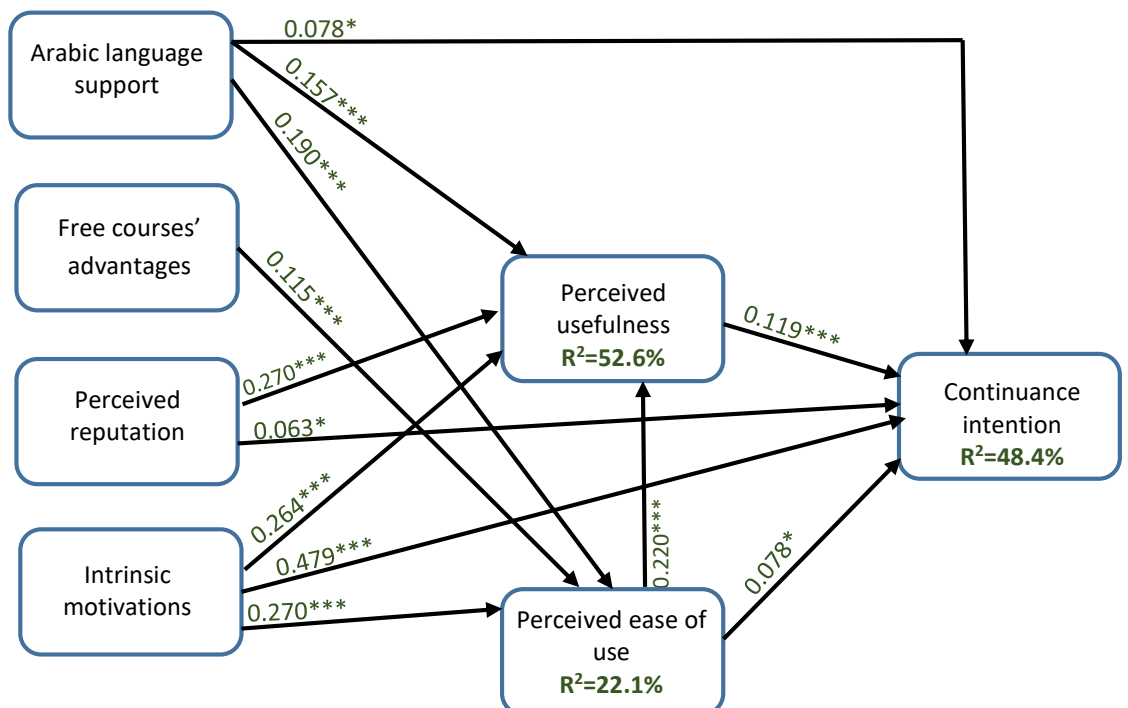 Arabic language
support
0.078*
0.157***
0.190***
Free courses’
advantages
0.115***
Perceived
usefulness
R²=52.6%
0.119***
Perceived
reputation
0.270***
0.063*
Continuance
intention
R²=48.4%
Intrinsic
motivations
0.264***
0.479***
0.270***
0.220***
0.078*
Perceived ease of
use
R²=22.1%